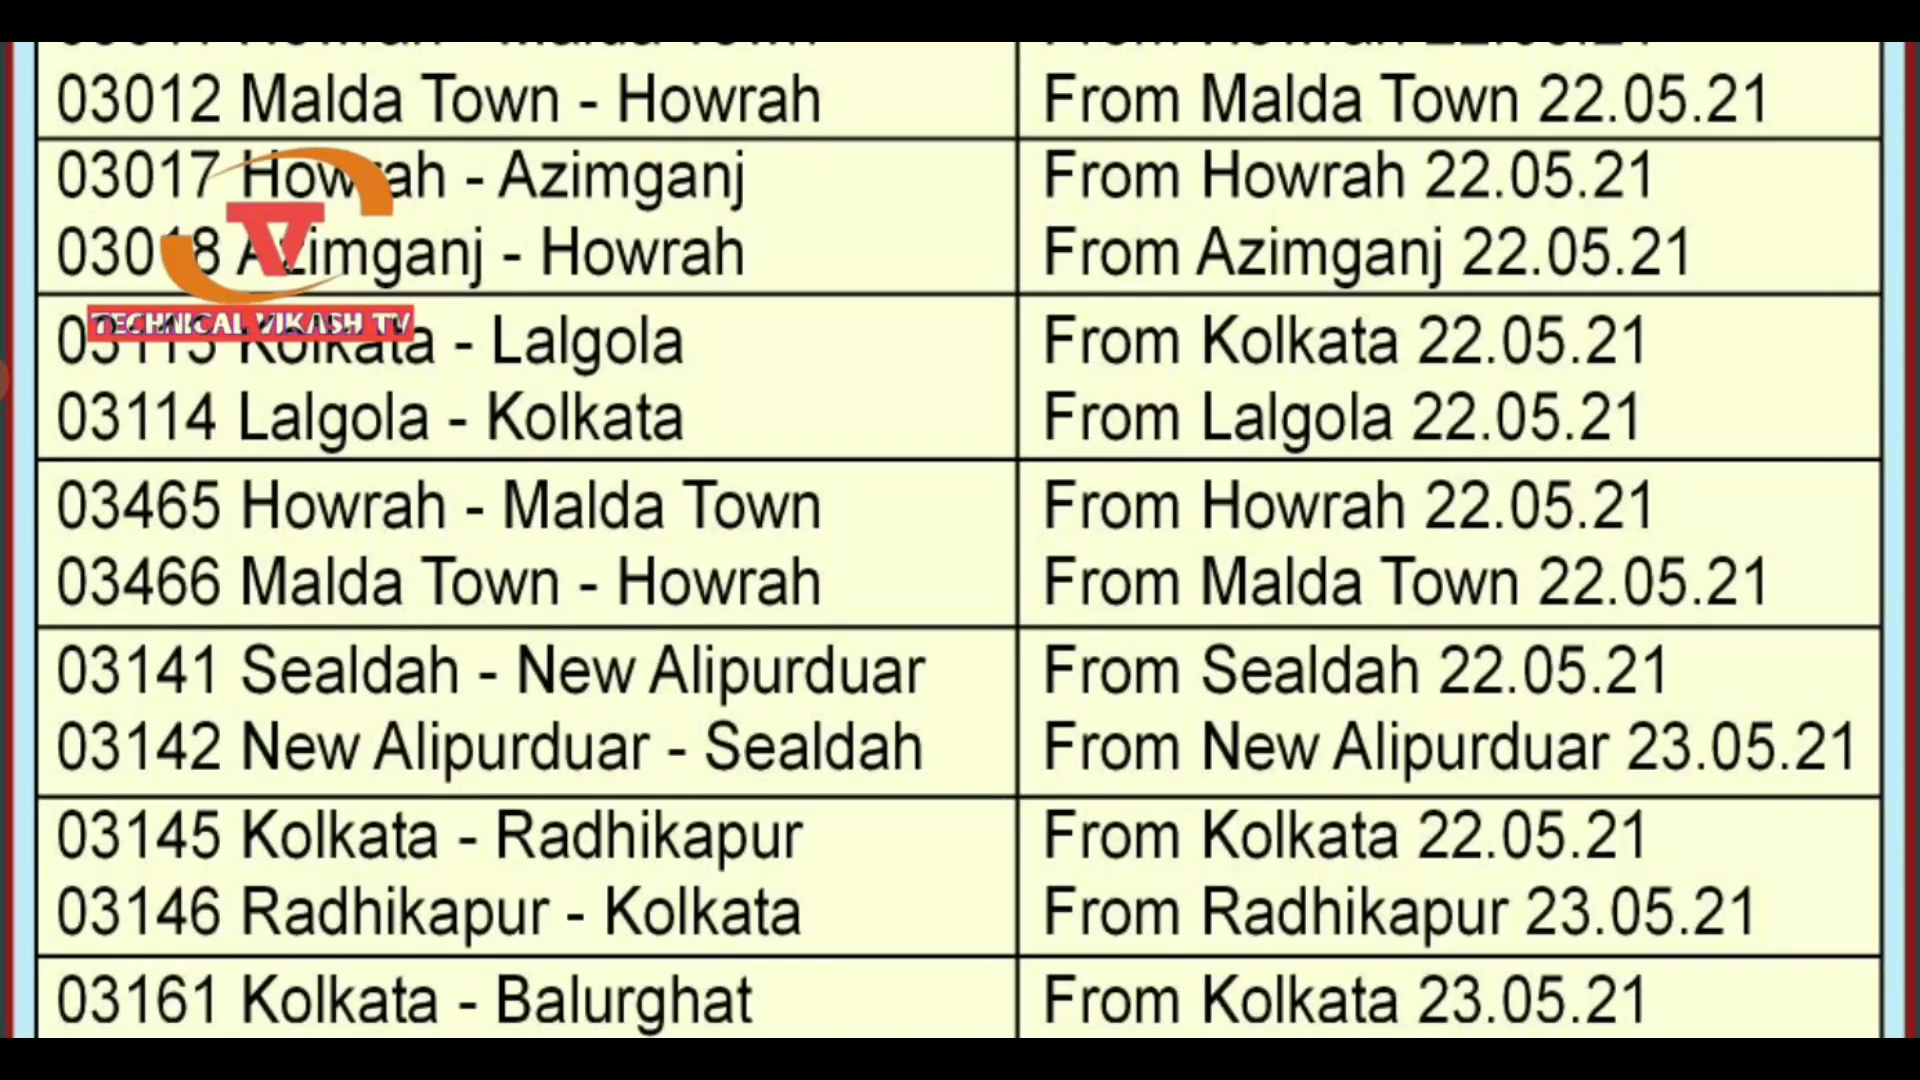 03012 Malda Town - Howrah From Malda Town 22.05.21
03017 Howrah - Azimganj From Howrah 22.05.21
03018 Azimganj - Howrah From Azimganj 22.05.21
TECHNICAL VIKASH TV
03113 Kolkata - Lalgola From Kolkata 22.05.21
03114 Lalgola - Kolkata From Lalgola 22.05.21
03465 Howrah - Malda Town From Howrah 22.05.21
03466 Malda Town - Howrah From Malda Town 22.05.21
03141 Sealdah - New Alipurduar From Sealdah 22.05.21
03142 New Alipurduar - Sealdah From New Alipurduar 23.05.21
03145 Kolkata - Radhikapur From Kolkata 22.05.21
03146 Radhikapur - Kolkata From Radhikapur 23.05.21
03161 Kolkata - Balurghat From Kolkata 23.05.21